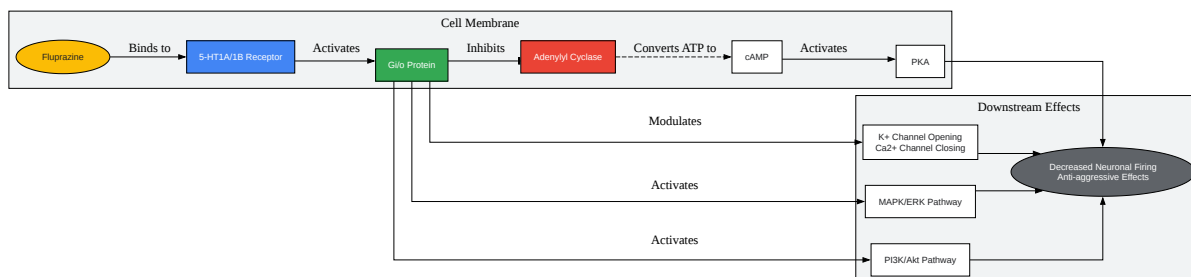 Cell Membrane
Fluprazine
Binds to
5-HT1A/1B Receptor
Activates
Gi/o Protein
Inhibits
Adenylyl Cyclase
Converts ATP to
cAMP
Activates
PKA
Downstream Effects
Modulates
K+ Channel Opening
Ca2+ Channel Closing
Decreased Neuronal Firing
Anti-aggressive Effects
Activates
MAPK/ERK Pathway
Activates
PI3K/Akt Pathway